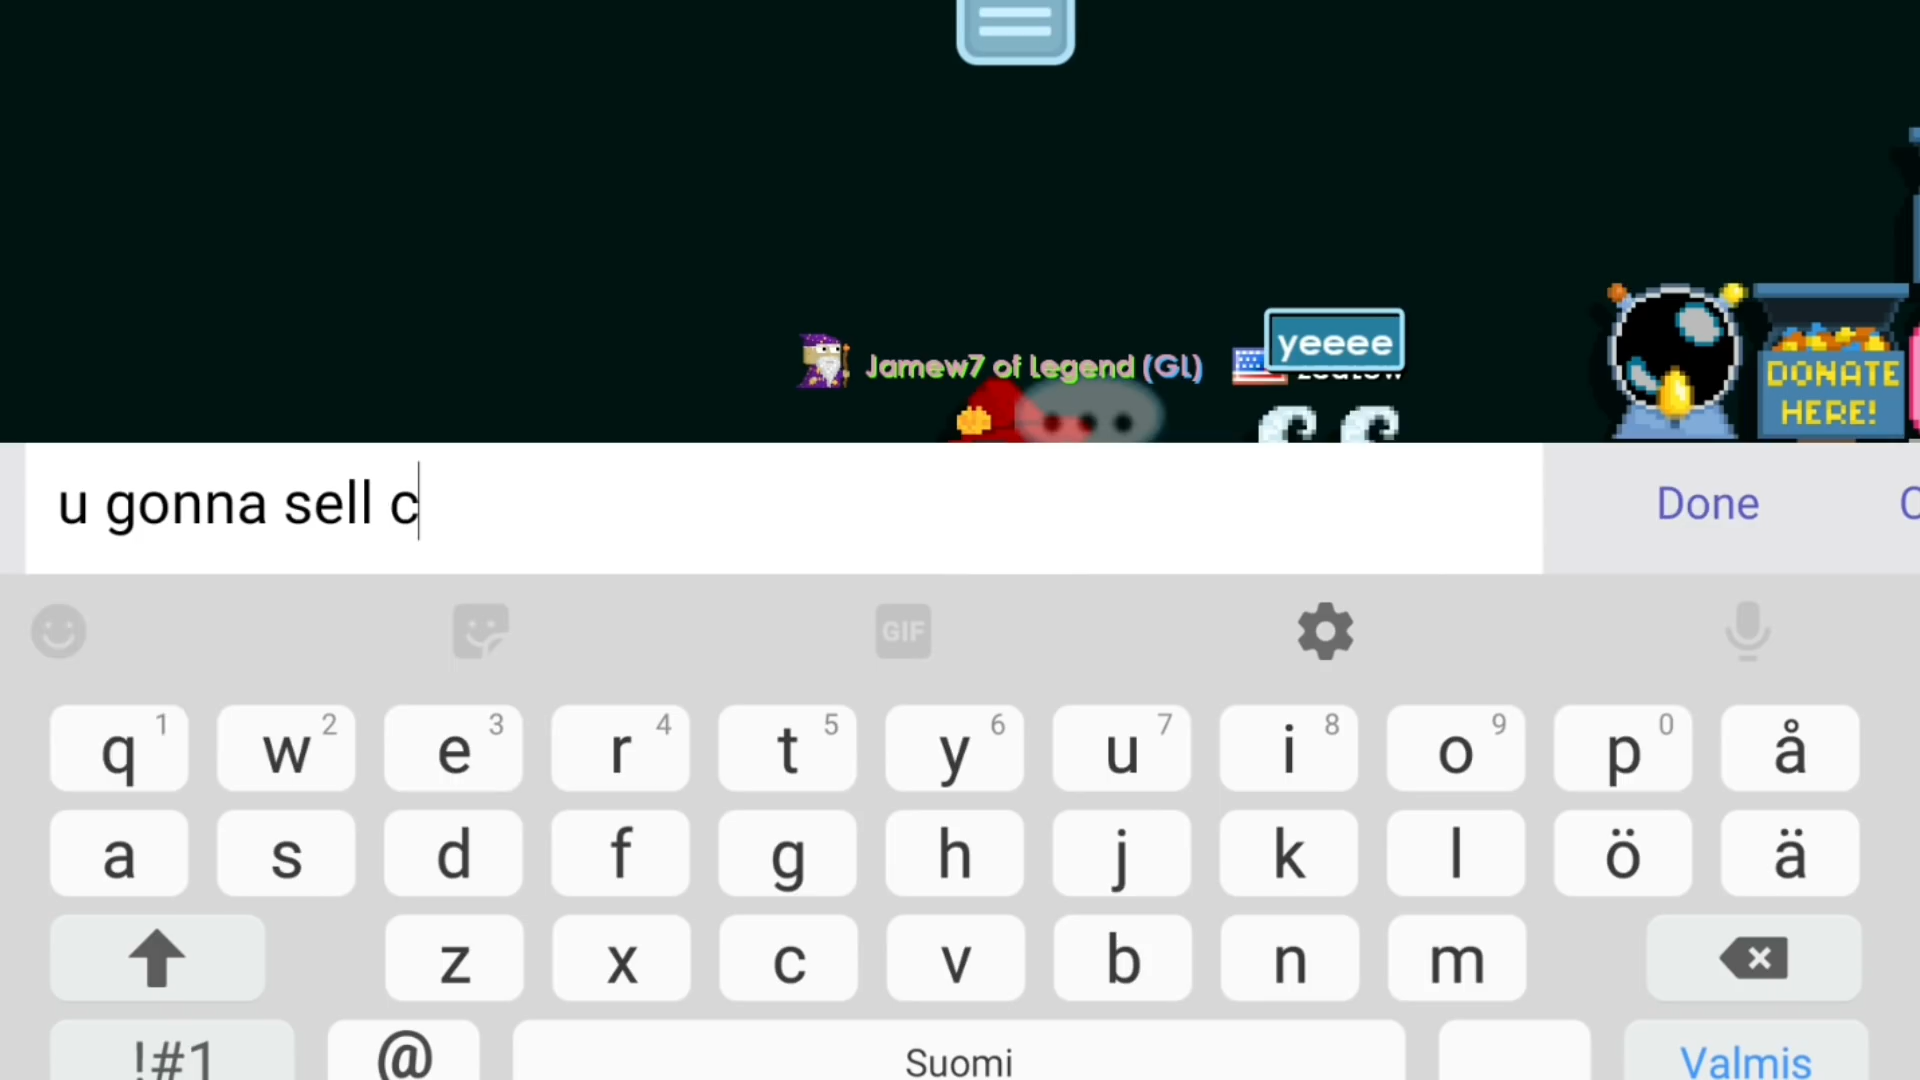 yeeee
Jamew7 of Legend (GL)
DONATE
HERE!
u gonna sell c
Done
GIF
q 1 w 2 e 3 r 4 t 5 y 6 u 7 i 8 o 9 p 0 å
a s d f g h j k l ö ä
z x c v b n m
!#1 @ Suomi Valmis